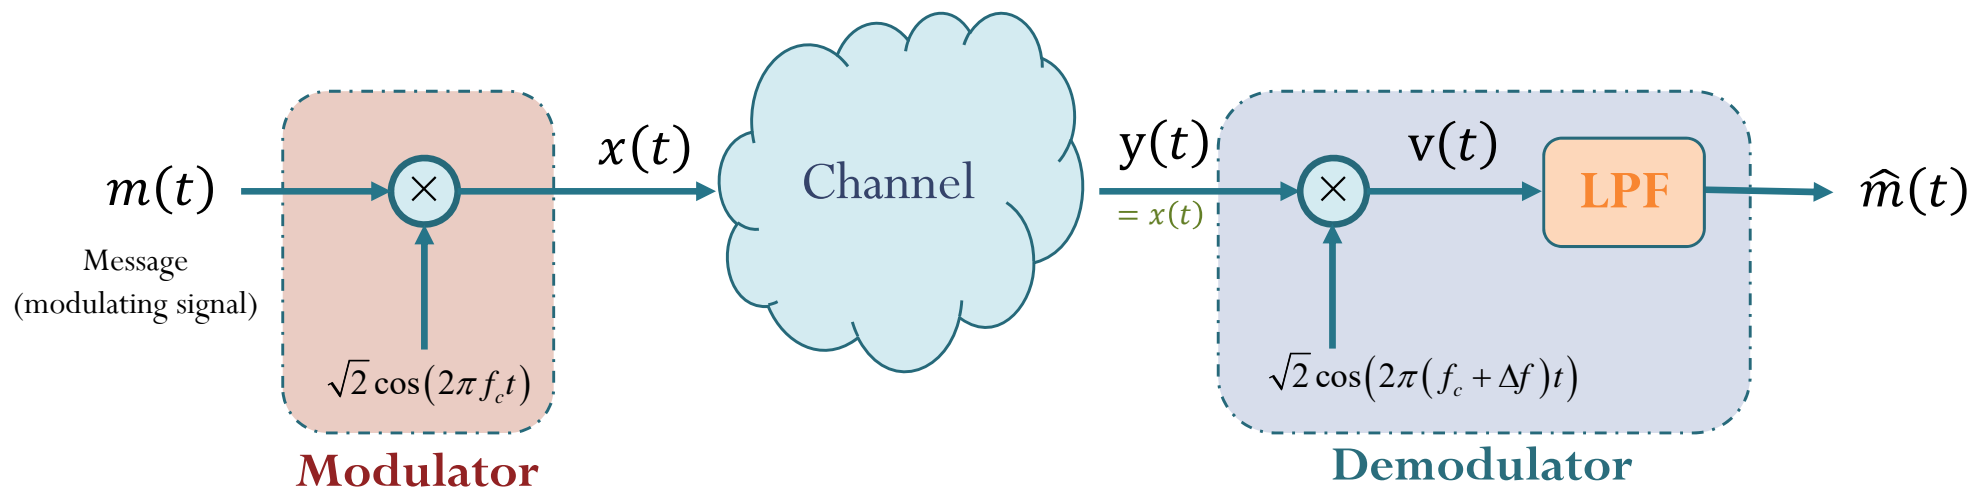 m(t)
Message
(modulating signal)
×
√2 cos(2πf_c t)
Modulator
x(t)
Channel
y(t)
= x(t)
×
√2 cos(2π(f_c + Δf)t)
v(t)
LPF
Demodulator
m̂(t)